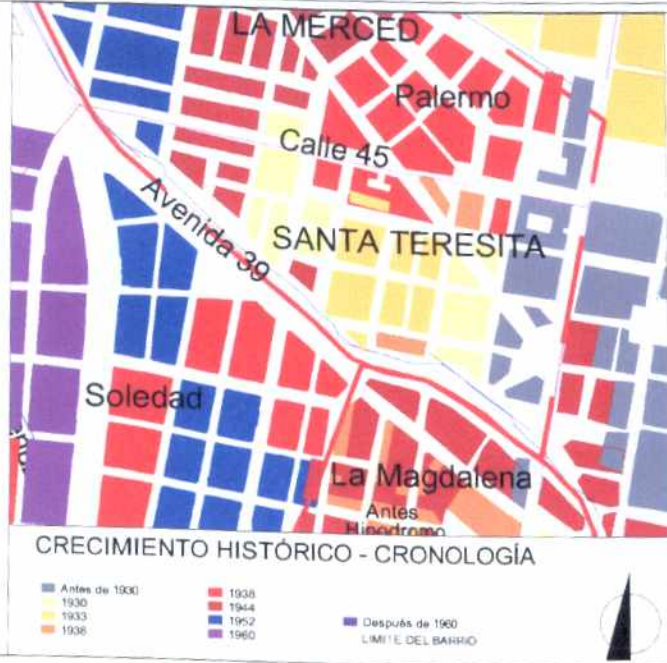 LA MERCED
Palermo
Calle 45
Avenida 39
SANTA TERESITA
Soledad
La Magdalena
Antes
Hipodromo
CRECIMIENTO HISTÓRICO - CRONOLOGÍA
Antes de 1930
1930
1933
1938
1938
1944
1952
1960
Después de 1960
LIMITE DEL BARRIO